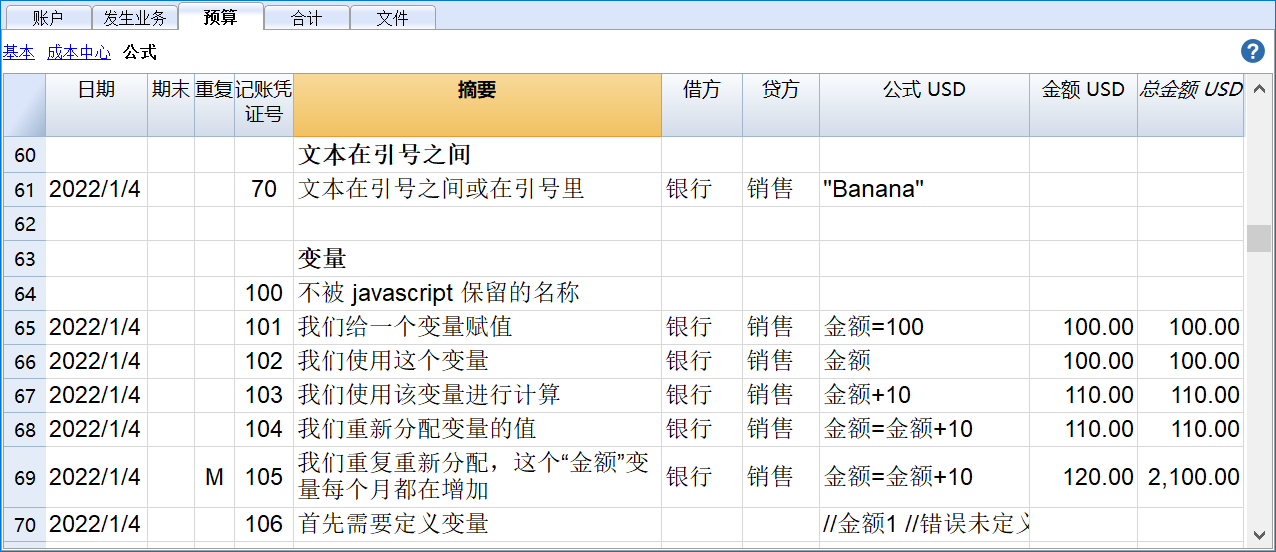 账户 发生业务 预算 合计 文件
基本 成本中心 公式 ?
日期 期末 重复 记账凭 摘要 借方 贷方 公式 USD 金额 USD 总金额 USD
证号
60 文本在引号之间
61 2022/1/4 70 文本在引号之间或在引号里 银行 销售 "Banana"
62
63 变量
64 100 不被 javascript 保留的名称
65 2022/1/4 101 我们给一个变量赋值 银行 销售 金额=100 100.00 100.00
66 2022/1/4 102 我们使用这个变量 银行 销售 金额 100.00 100.00
67 2022/1/4 103 我们使用该变量进行计算 银行 销售 金额+10 110.00 110.00
68 2022/1/4 104 我们重新分配变量的值 银行 销售 金额=金额+10 110.00 110.00
69 2022/1/4 M 105 我们重复重新分配，这个“金额”变 银行 销售 金额=金额+10 120.00 2,100.00
量每个月都在增加
70 2022/1/4 106 首先需要定义变量 //金额1 //错误未定义